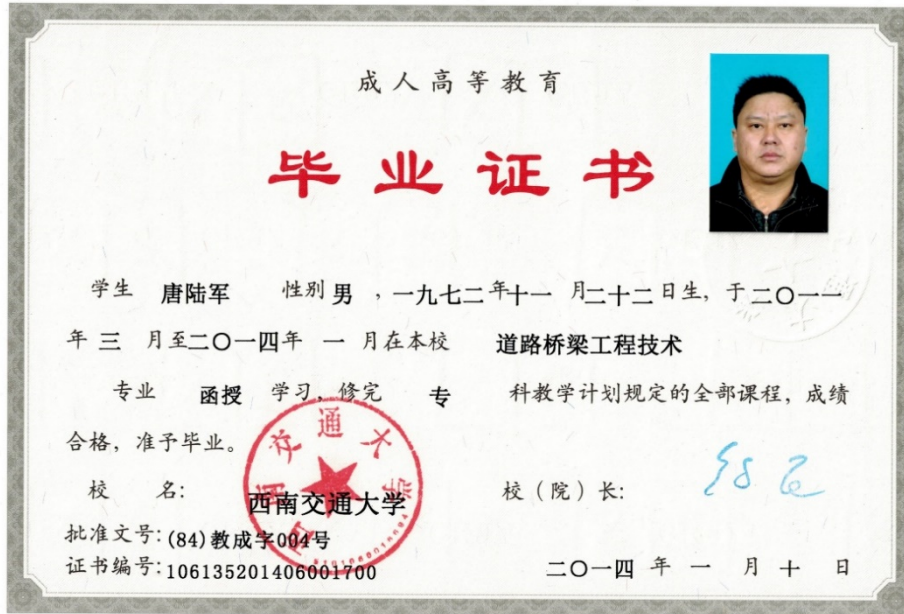 成人高等教育
毕业证书
学生 唐陆军 性别 男 ，一九七二年十一 月二十二日生，于二〇一一
年 三 月至二〇一四年 一 月在本校 道路桥梁工程技术
专业 函授 学习，修完 专 科教学计划规定的全部课程，成绩
合格，准予毕业。
西南交通大学
校 名： 西南交通大学 校（院）长：
批准文号：(84)教成字004号
证书编号：106135201406001700 二〇一四 年 一 月 十 日